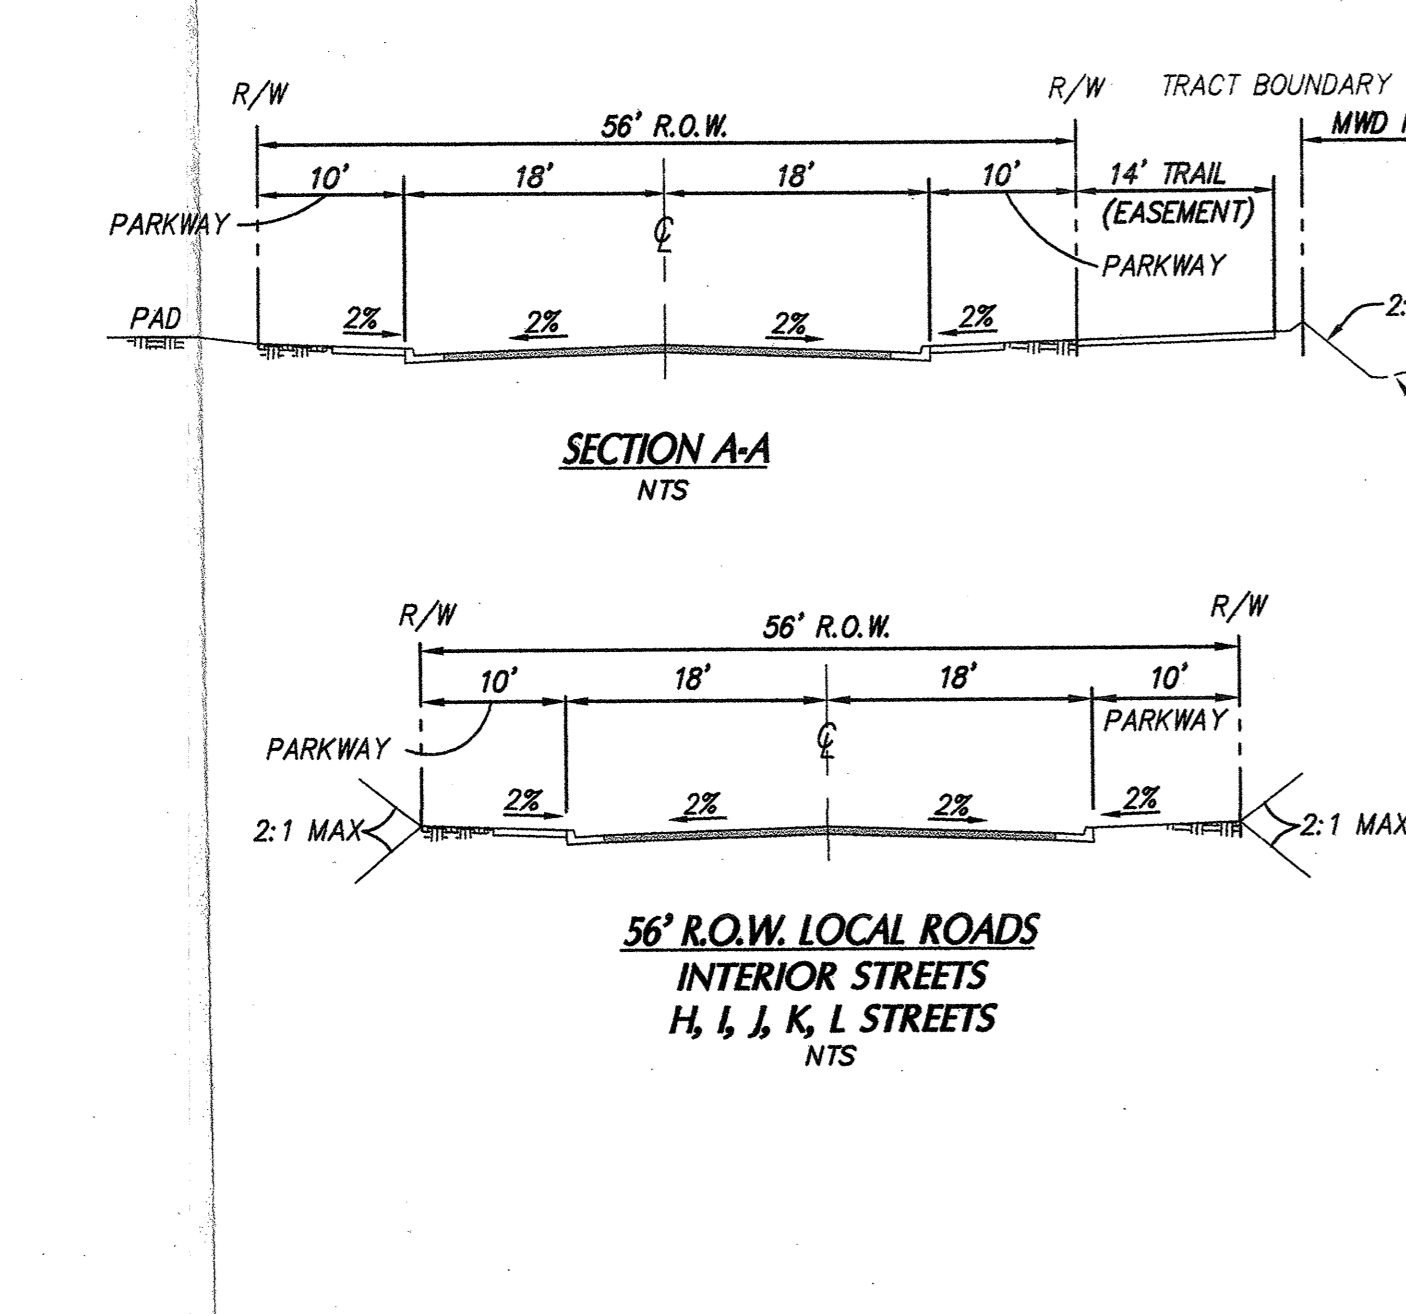 R/W
R/W TRACT BOUNDARY
56' R.O.W.
MWD
10' 18' 18' 10' 14' TRAIL
(EASEMENT)
PARKWAY
℄
PARKWAY
PAD
2% 2% 2% 2%
2:
SECTION A-A
NTS
R/W
R/W
56' R.O.W.
10' 18' 18' 10'
PARKWAY
PARKWAY
℄
2% 2% 2% 2%
2:1 MAX
2:1 MAX
56' R.O.W. LOCAL ROADS
INTERIOR STREETS
H, I, J, K, L STREETS
NTS